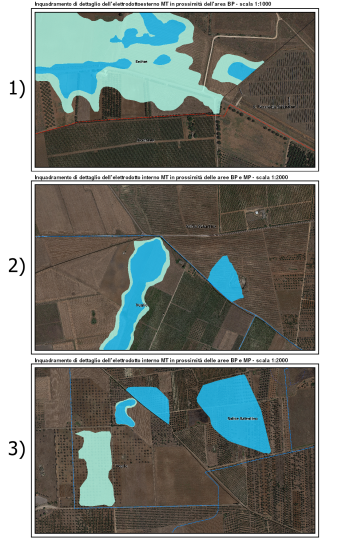 Inquadramento di dettaglio dell'elettrodottoesterno MT in prossimità dell'area BP - scala 1:1000
1)
Inquadramento di dettaglio dell'elettrodotto interno MT in prossimità delle aree BP e MP - scala 1:2000
2)
Inquadramento di dettaglio dell'elettrodotto interno MT in prossimità delle aree BP e MP - scala 1:2000
3)